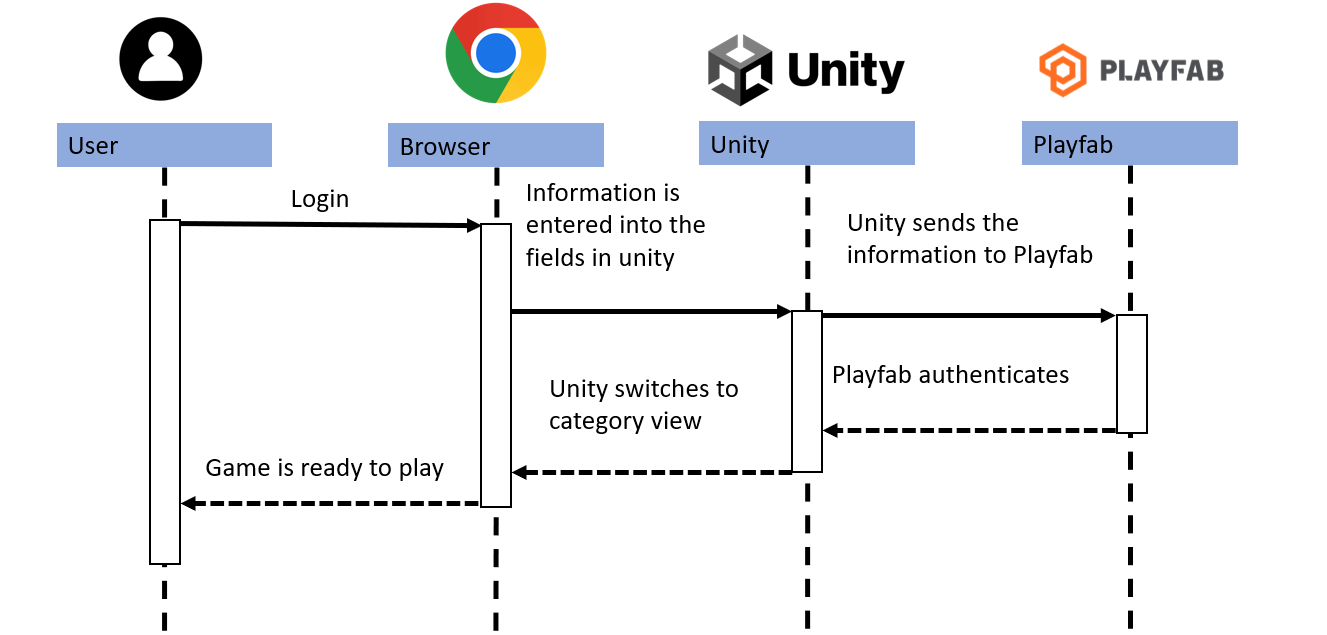 Unity
PLAYFAB
User
Browser
Unity
Playfab
Login
Information is
entered into the
fields in unity
Unity sends the
information to Playfab
Playfab authenticates
Unity switches to
category view
Game is ready to play